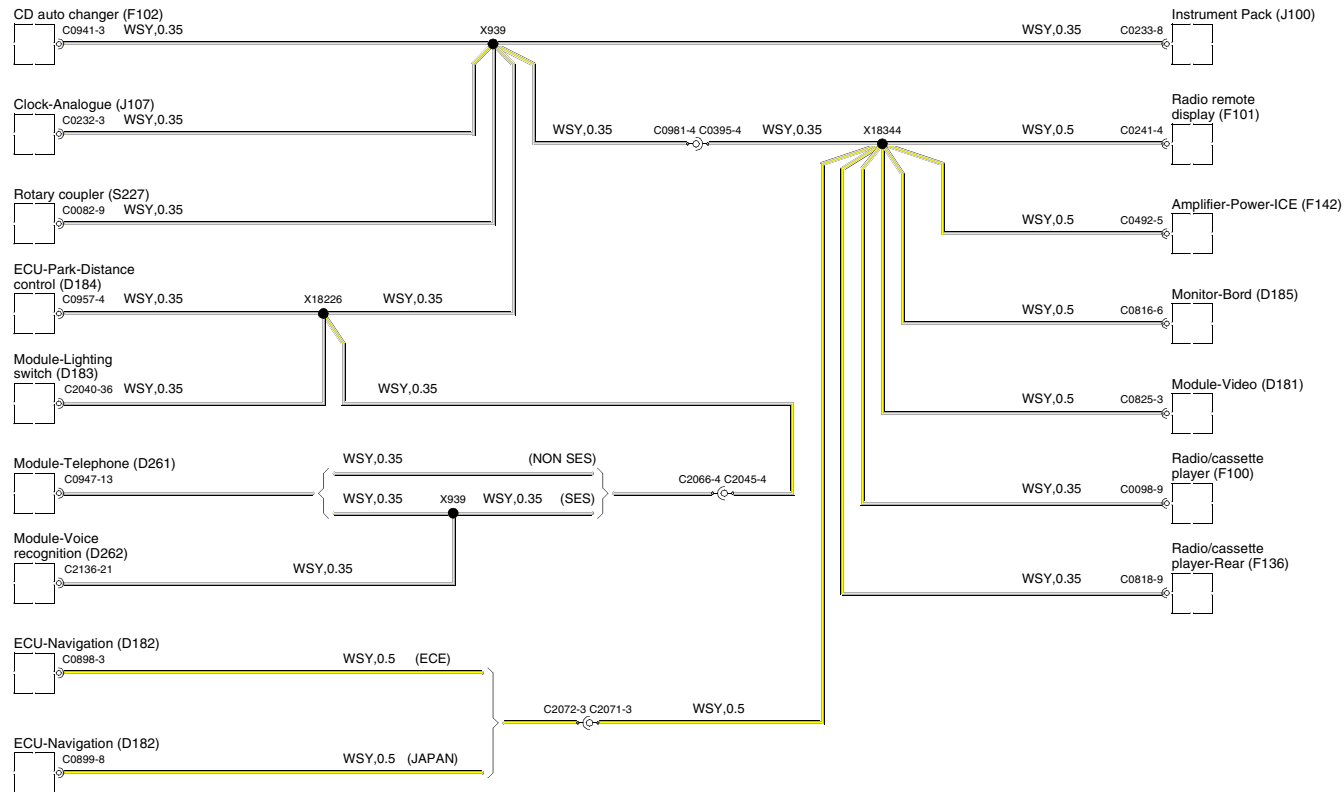 CD auto changer (F102)
C0941-3 WSY,0.35
X939
WSY,0.35 C0233-8
Instrument Pack (J100)
Clock-Analogue (J107)
C0232-3 WSY,0.35
WSY,0.35 C0981-4 C0395-4 WSY,0.35 X18344 WSY,0.5 C0241-4
Radio remote
display (F101)
Rotary coupler (S227)
C0082-9 WSY,0.35
WSY,0.5 C0492-5
Amplifier-Power-ICE (F142)
ECU-Park-Distance
control (D184)
C0957-4 WSY,0.35 X18226 WSY,0.35
WSY,0.5 C0816-6
Monitor-Bord (D185)
Module-Lighting
switch (D183)
C2040-36 WSY,0.35
WSY,0.35
WSY,0.5 C0825-3
Module-Video (D181)
Module-Telephone (D261)
C0947-13
WSY,0.35 (NON SES)
WSY,0.35 X939 WSY,0.35 (SES)
C2066-4 C2045-4
WSY,0.35 C0098-9
Radio/cassette
player (F100)
Module-Voice
recognition (D262)
C2136-21 WSY,0.35
WSY,0.35 C0818-9
Radio/cassette
player-Rear (F136)
ECU-Navigation (D182)
C0898-3 WSY,0.5 (ECE)
C2072-3 C2071-3 WSY,0.5
ECU-Navigation (D182)
C0899-8 WSY,0.5 (JAPAN)